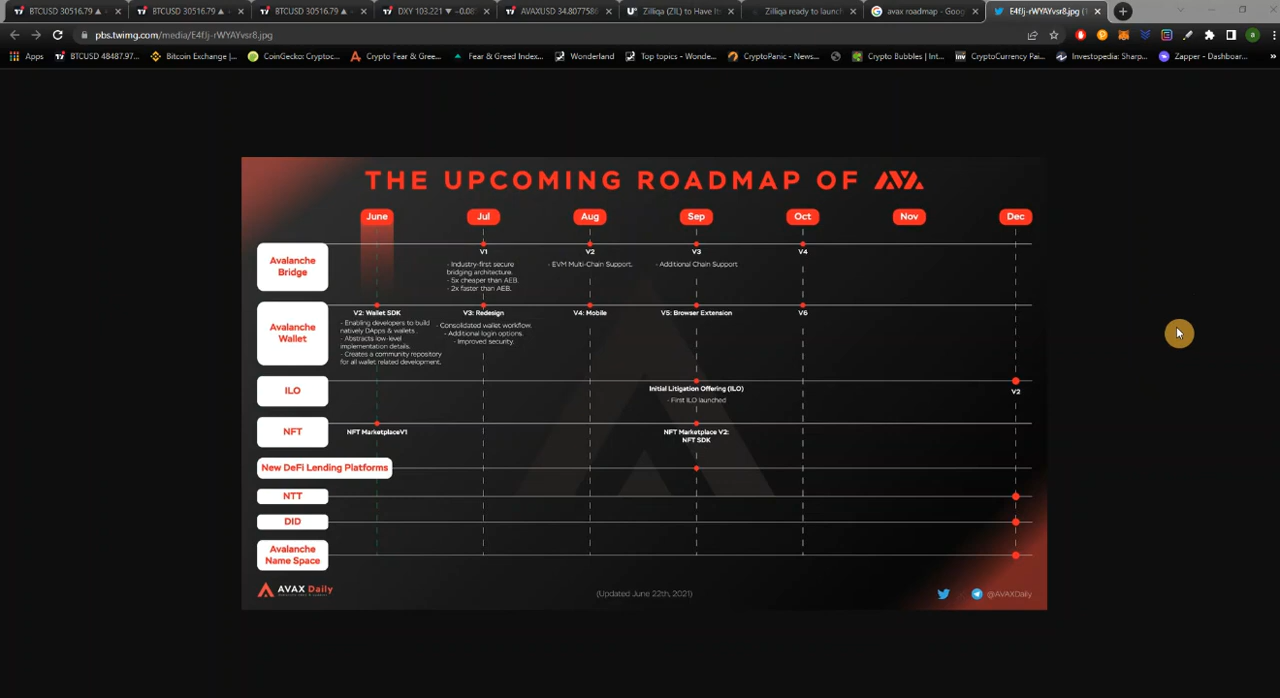 BTCUSD 30516.79 ▲
BTCUSD 30516.79 ▲
BTCUSD 30516.79 ▲
DXY 103.221 ▼ −0.08
AVAXUSD 34.8077586
Zilliqa (ZIL) to Have It
Zilliqa ready to launch
avax roadmap - Goog
E4fJj-rWYAYvsr8.jpg (1
pbs.twimg.com/media/E4fJj-rWYAYvsr8.jpg
Apps
BTCUSD 48487.97...
Bitcoin Exchange |...
CoinGecko: Cryptoc...
Crypto Fear & Gree...
Fear & Greed Index...
Wonderland
Top topics - Wonde...
CryptoPanic - News...
Crypto Bubbles | Int...
CryptoCurrency Pai...
Investopedia: Sharp...
Zapper - Dashboar...
»
THE UPCOMING ROADMAP OF AVA
June Jul Aug Sep Oct Nov Dec
Avalanche
Bridge
V1
- Industry-first secure
bridging architecture.
- 5x cheaper than AEB.
- 2x faster than AEB.
V2
- EVM Multi-Chain Support.
V3
- Additional Chain Support
V4
Avalanche
Wallet
V2: Wallet SDK
- Enabling developers to build
natively DApps & wallets.
- Abstracts low-level
implementation details.
- Creates a community repository
for all wallet related development.
V3: Redesign
- Consolidated wallet workflow.
- Additional login options.
- Improved security.
V4: Mobile
V5: Browser Extension
V6
ILO
Initial Litigation Offering (ILO)
- First ILO launched
V2
NFT
NFT MarketplaceV1
NFT Marketplace V2:
NFT SDK
New DeFi Lending Platforms
NTT
DID
Avalanche
Name Space
AVAX Daily
(Updated June 22th, 2021)
@AVAXDaily